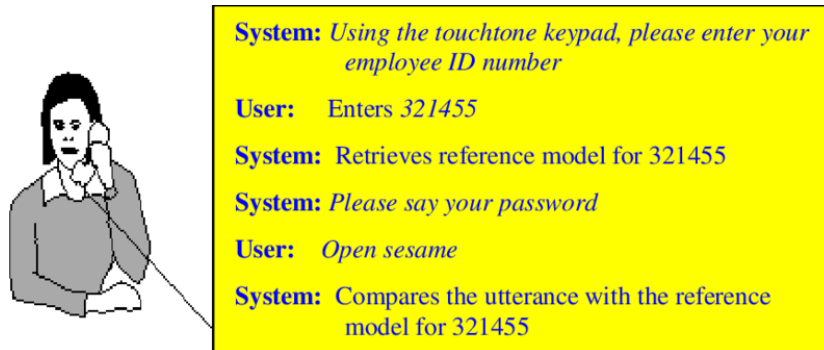 System: Using the touchtone keypad, please enter your
employee ID number
User: Enters 321455
System: Retrieves reference model for 321455
System: Please say your password
User: Open sesame
System: Compares the utterance with the reference
model for 321455